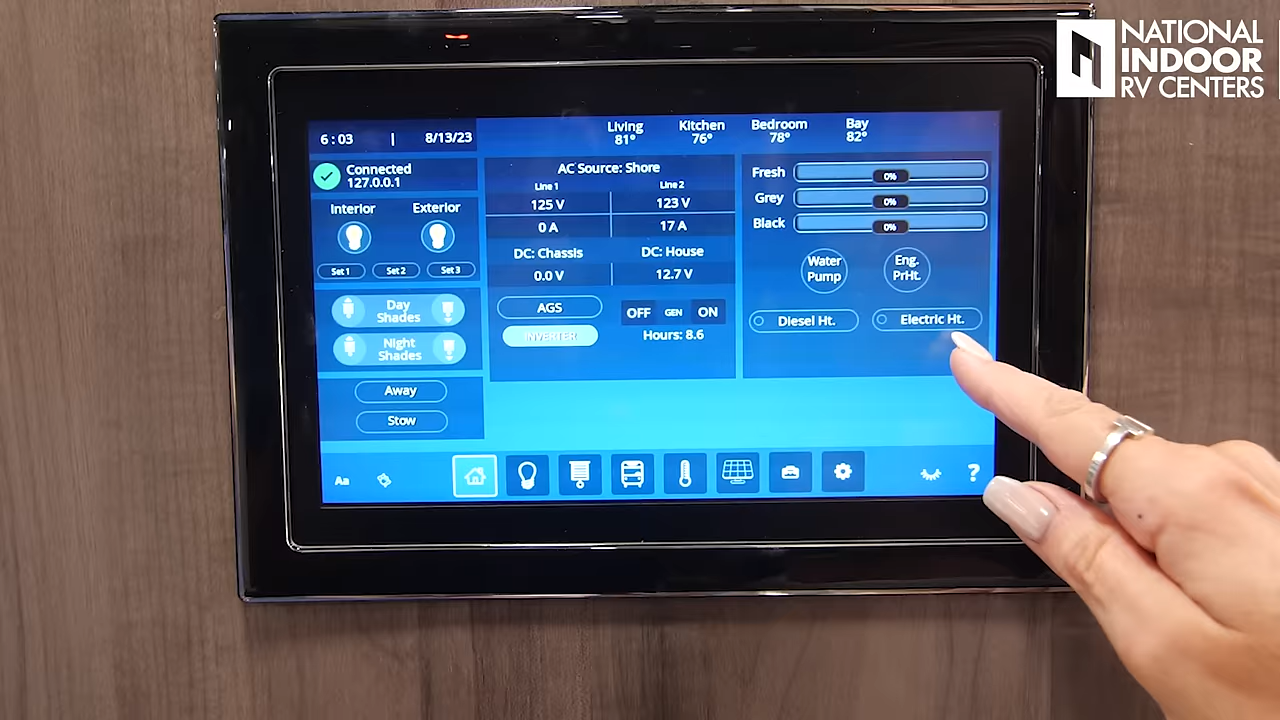 NATIONAL
INDOOR
RV CENTERS
6:03 | 8/13/23
Living
81°
Kitchen
76°
Bedroom
78°
Bay
82°
Connected
127.0.0.1
Interior
Exterior
Set 1
Set 2
Set 3
Day
Shades
Night
Shades
Away
Stow
AC Source: Shore
Line 1
Line 2
125 V
123 V
0 A
17 A
DC: Chassis
DC: House
0.0 V
12.7 V
AGS
OFF GEN ON
INVERTER
Hours: 8.6
Fresh 0%
Grey 0%
Black 0%
Water
Pump
Eng.
PrHt.
Diesel Ht.
Electric Ht.
Aa
?